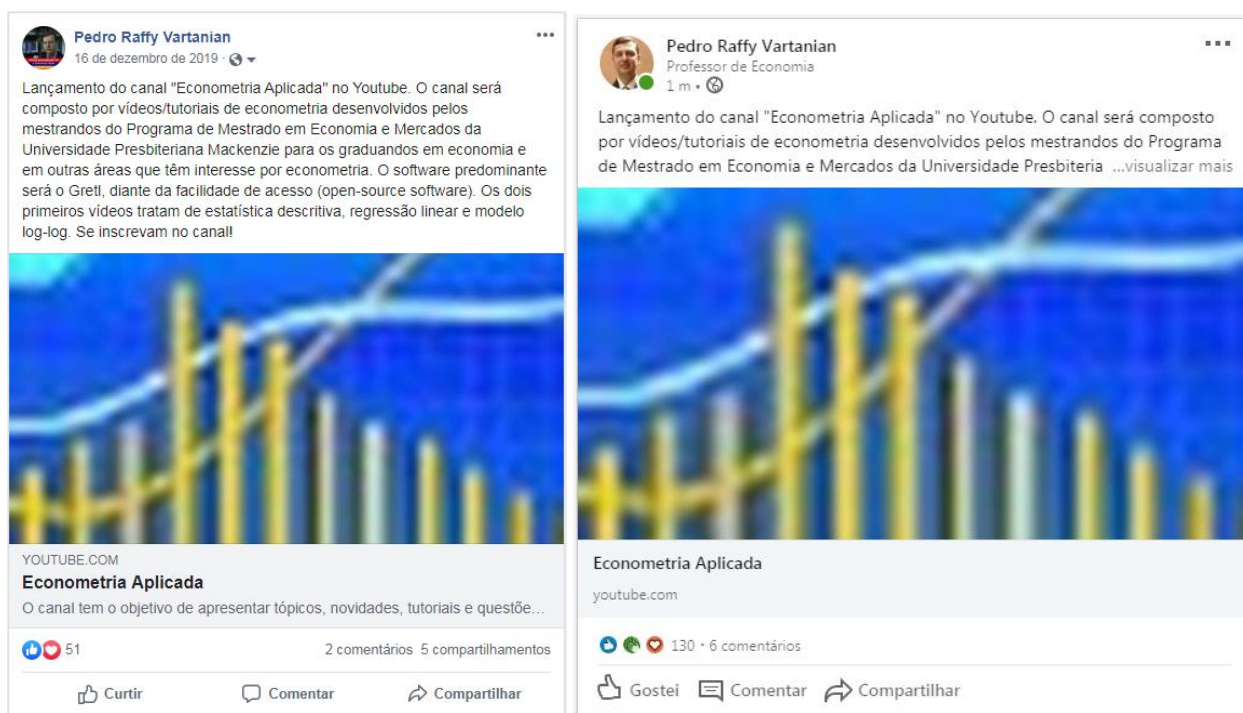 Pedro Raffy Vartanian
16 de dezembro de 2019 ·
Lançamento do canal "Econometria Aplicada" no Youtube. O canal será
composto por vídeos/tutoriais de econometria desenvolvidos pelos
mestrandos do Programa de Mestrado em Economia e Mercados da
Universidade Presbiteriana Mackenzie para os graduandos em economia e
em outras áreas que têm interesse por econometria. O software predominante
será o Gretl, diante da facilidade de acesso (open-source software). Os dois
primeiros vídeos tratam de estatística descritiva, regressão linear e modelo
log-log. Se inscrevam no canal!
YOUTUBE.COM
Econometria Aplicada
O canal tem o objetivo de apresentar tópicos, novidades, tutoriais e questõe...
51
2 comentários 5 compartilhamentos
Curtir Comentar Compartilhar
Pedro Raffy Vartanian
Professor de Economia
1 m •
Lançamento do canal "Econometria Aplicada" no Youtube. O canal será composto
por vídeos/tutoriais de econometria desenvolvidos pelos mestrandos do Programa
de Mestrado em Economia e Mercados da Universidade Presbiteria ...visualizar mais
Econometria Aplicada
youtube.com
130 · 6 comentários
Gostei Comentar Compartilhar